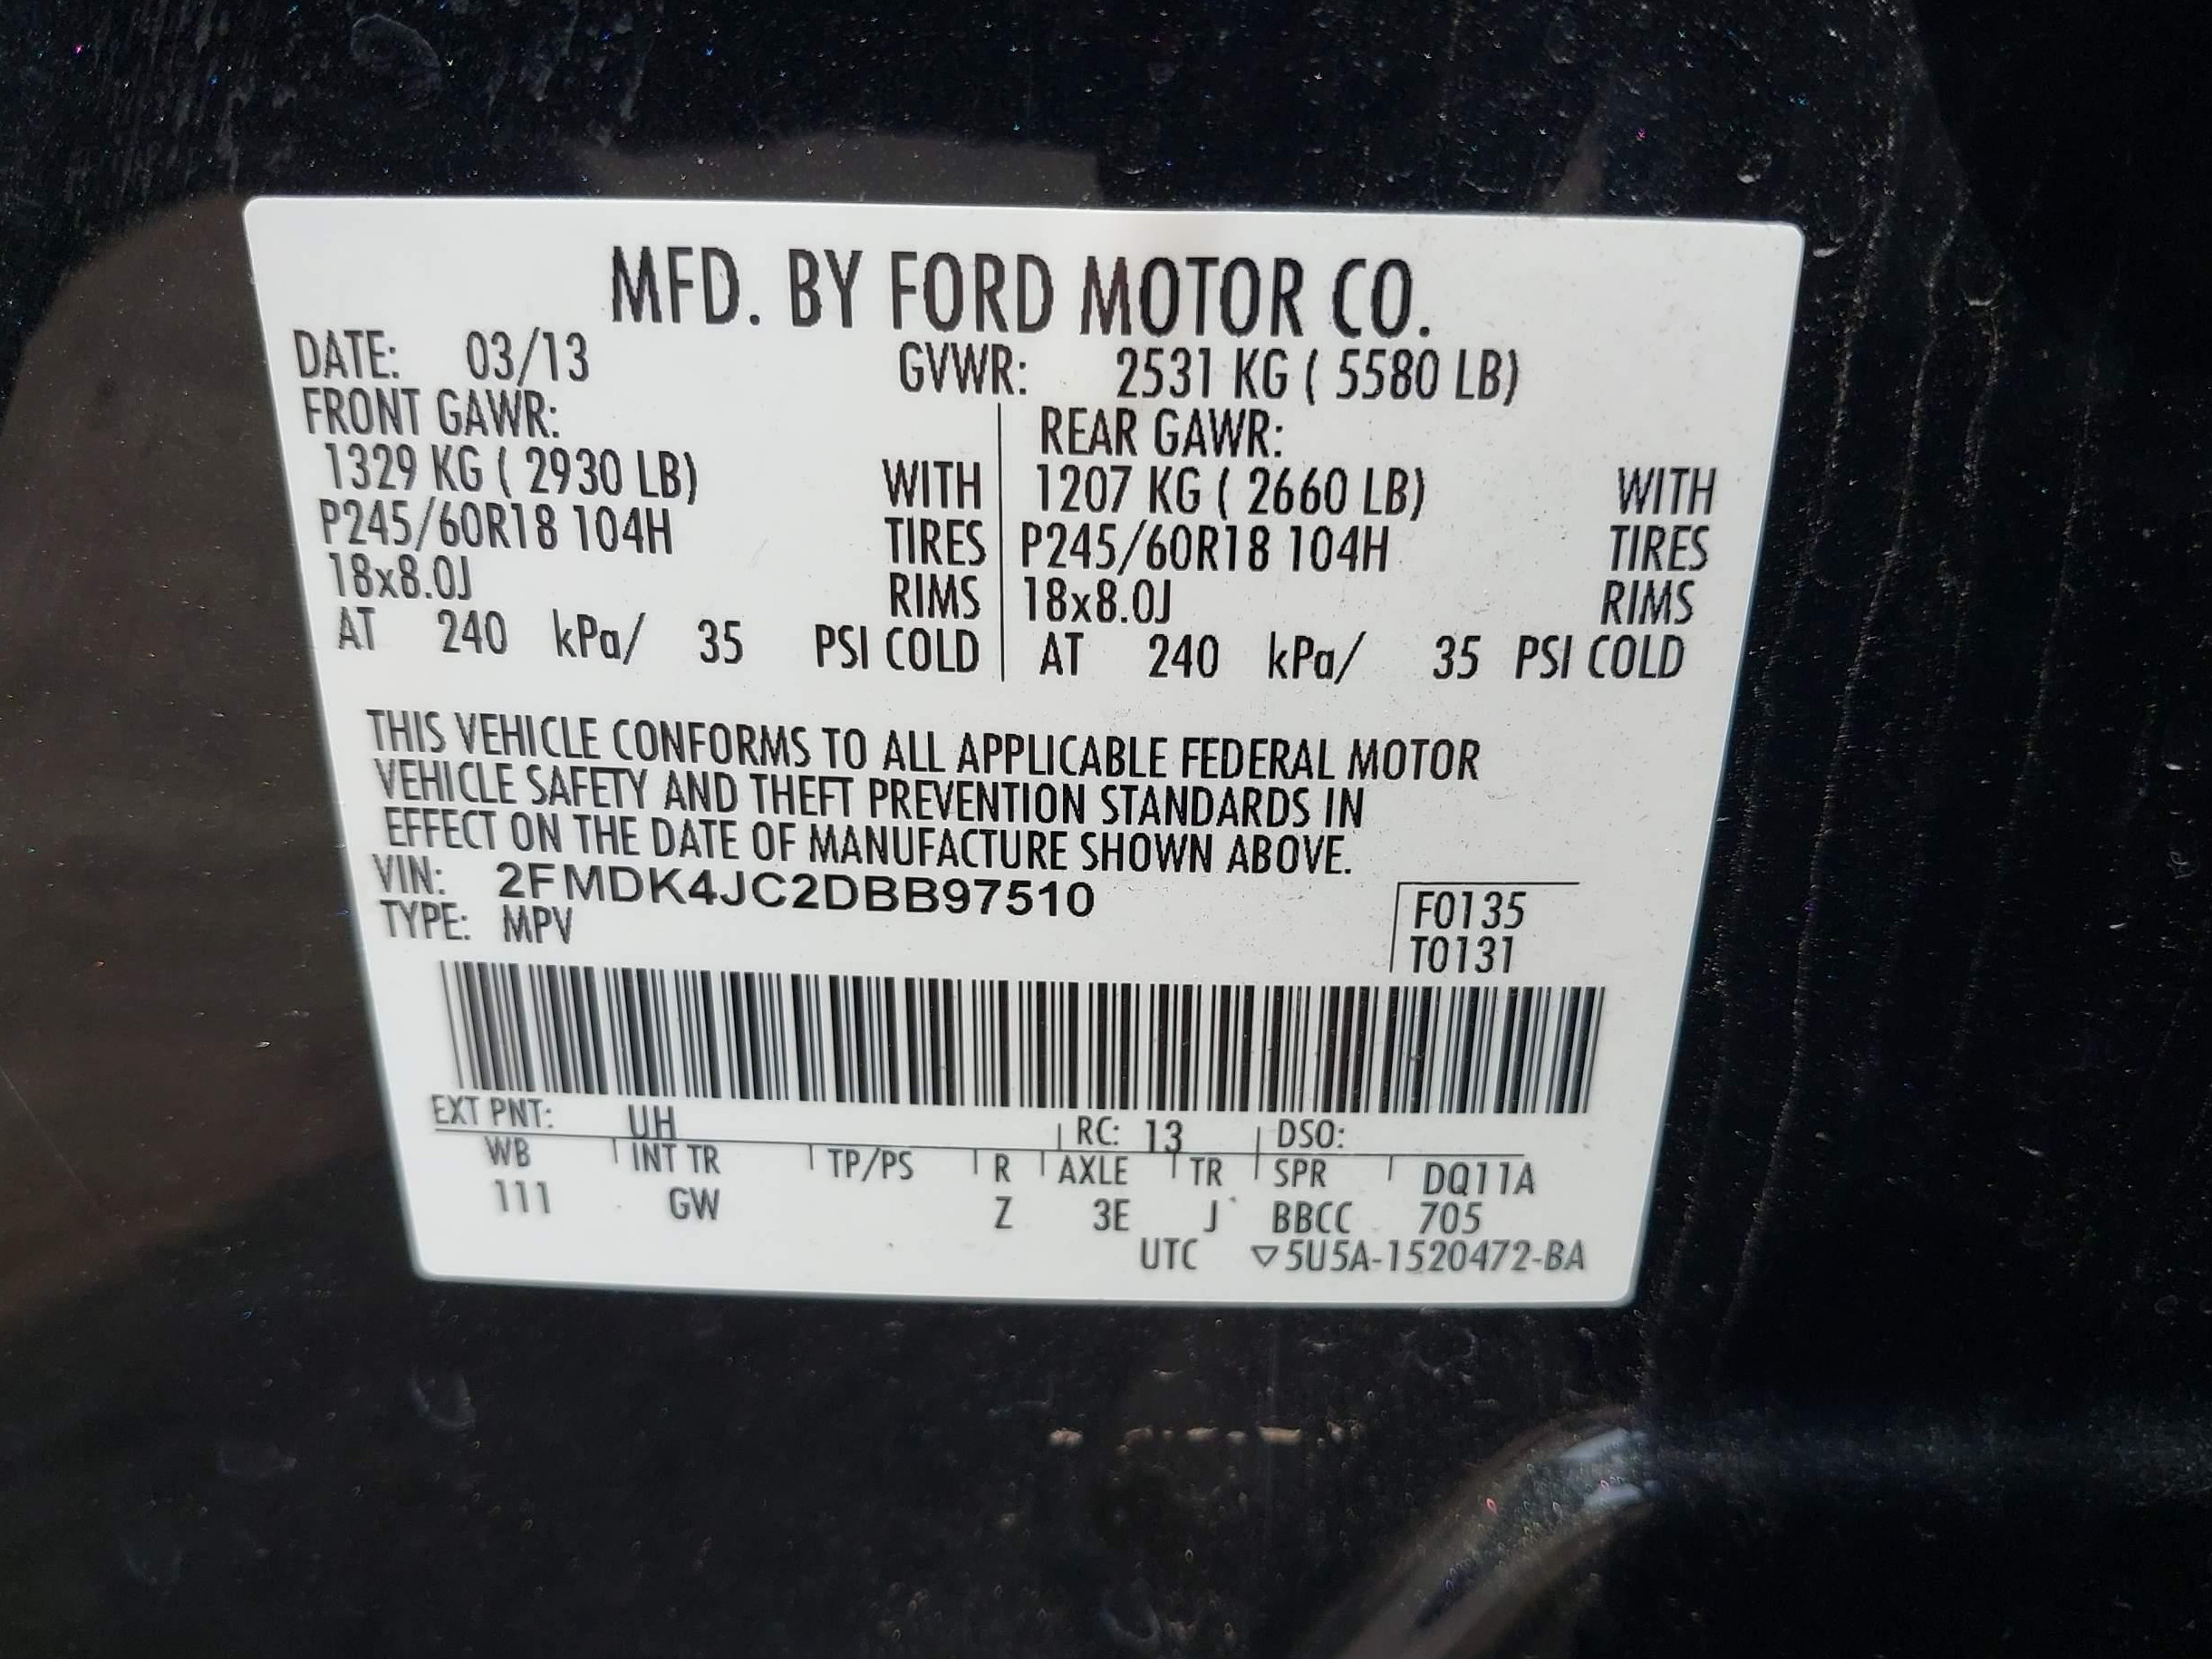 MFD. BY FORD MOTOR CO.
DATE: 03/13 GVWR: 2531 KG ( 5580 LB)
FRONT GAWR: REAR GAWR:
1329 KG ( 2930 LB) WITH 1207 KG ( 2660 LB) WITH
P245/60R18 104H TIRES P245/60R18 104H TIRES
18x8.0J RIMS 18x8.0J RIMS
AT 240 kPa/ 35 PSI COLD AT 240 kPa/ 35 PSI COLD
THIS VEHICLE CONFORMS TO ALL APPLICABLE FEDERAL MOTOR
VEHICLE SAFETY AND THEFT PREVENTION STANDARDS IN
EFFECT ON THE DATE OF MANUFACTURE SHOWN ABOVE.
VIN: 2FMDK4JC2DBB97510 F0135
TYPE: MPV T0131
EXT PNT: UH RC: 13 DSO:
WB INT TR TP/PS R AXLE TR SPR DQ11A
111 GW Z 3E J BBCC 705
UTC ▽5U5A-1520472-BA